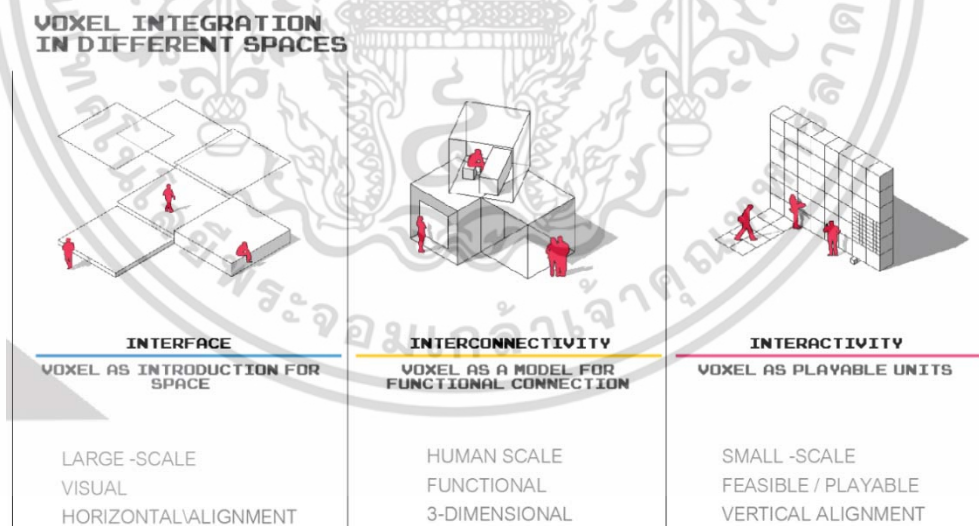 VOXEL INTEGRATION
IN DIFFERENT SPACES
INTERFACE
VOXEL AS INTRODUCTION FOR
SPACE
LARGE -SCALE
VISUAL
HORIZONTAL\ALIGNMENT
INTERCONNECTIVITY
VOXEL AS A MODEL FOR
FUNCTIONAL CONNECTION
HUMAN SCALE
FUNCTIONAL
3-DIMENSIONAL
INTERACTIVITY
VOXEL AS PLAYABLE UNITS
SMALL -SCALE
FEASIBLE / PLAYABLE
VERTICAL ALIGNMENT